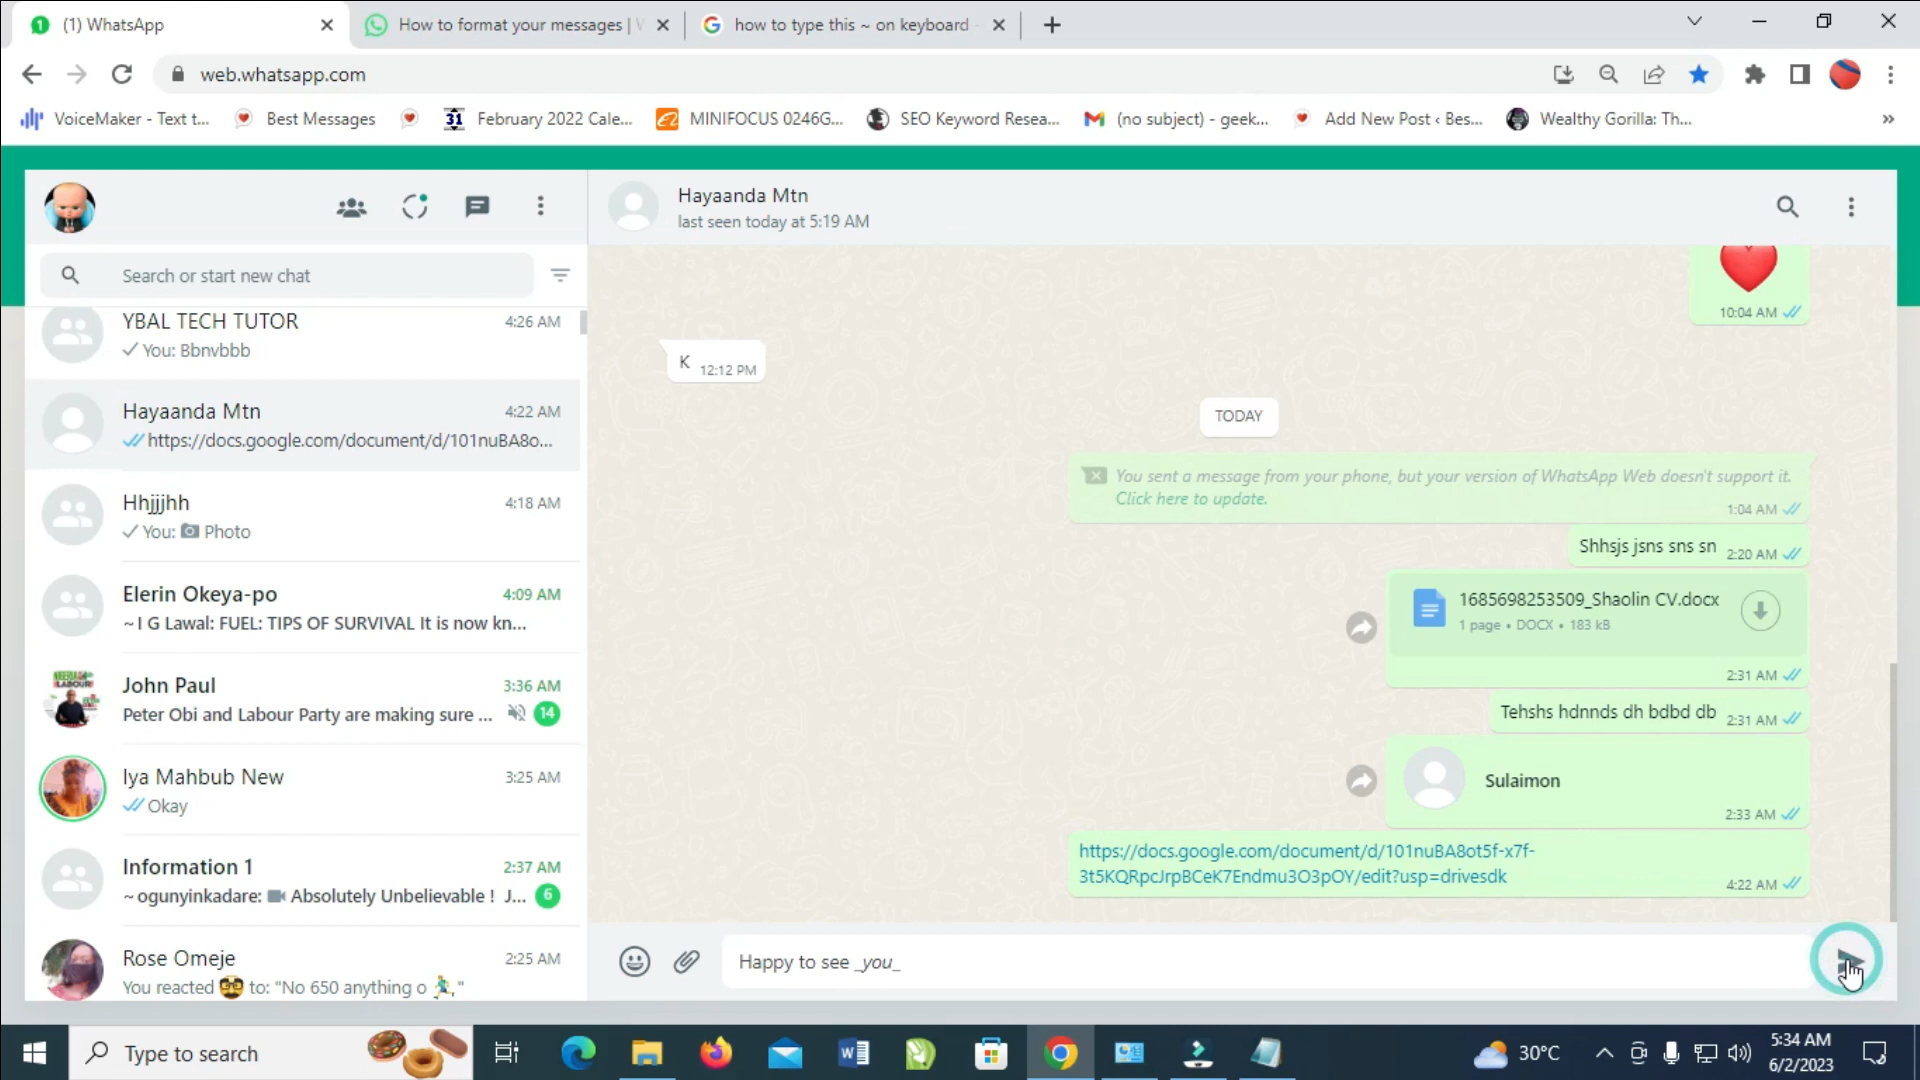 (1) WhatsApp
How to format your messages | W
how to type this ~ on keyboard -
web.whatsapp.com
VoiceMaker - Text t...
Best Messages
31
February 2022 Cale...
MINIFOCUS 0246G...
SEO Keyword Resea...
(no subject) - geek...
Add New Post ‹ Bes...
Wealthy Gorilla: Th...
»
Hayaanda Mtn
last seen today at 5:19 AM
Search or start new chat
YBAL TECH TUTOR
4:26 AM
You: Bbnvbbb
Hayaanda Mtn
4:22 AM
https://docs.google.com/document/d/101nuBA8o...
Hhjjjhh
4:18 AM
You: Photo
Elerin Okeya-po
4:09 AM
~ I G Lawal: FUEL: TIPS OF SURVIVAL It is now kn...
John Paul
3:36 AM
Peter Obi and Labour Party are making sure ...
14
Iya Mahbub New
3:25 AM
Okay
Information 1
2:37 AM
~ ogunyinkadare: Absolutely Unbelievable ! J...
6
Rose Omeje
2:25 AM
You reacted 🥸 to: "No 650 anything o 🏃‍♂️,"
10:04 AM
K 12:12 PM
TODAY
You sent a message from your phone, but your version of WhatsApp Web doesn't support it.
Click here to update.
1:04 AM
Shhsjs jsns sns sn 2:20 AM
1685698253509_Shaolin CV.docx
1 page • DOCX • 183 kB
2:31 AM
Tehshs hdnnds dh bdbd db 2:31 AM
Sulaimon
2:33 AM
https://docs.google.com/document/d/101nuBA8ot5f-x7f-
3t5KQRpcJrpBCeK7Endmu3O3pOY/edit?usp=drivesdk
4:22 AM
Happy to see _you_
Type to search
30°C
5:34 AM
6/2/2023